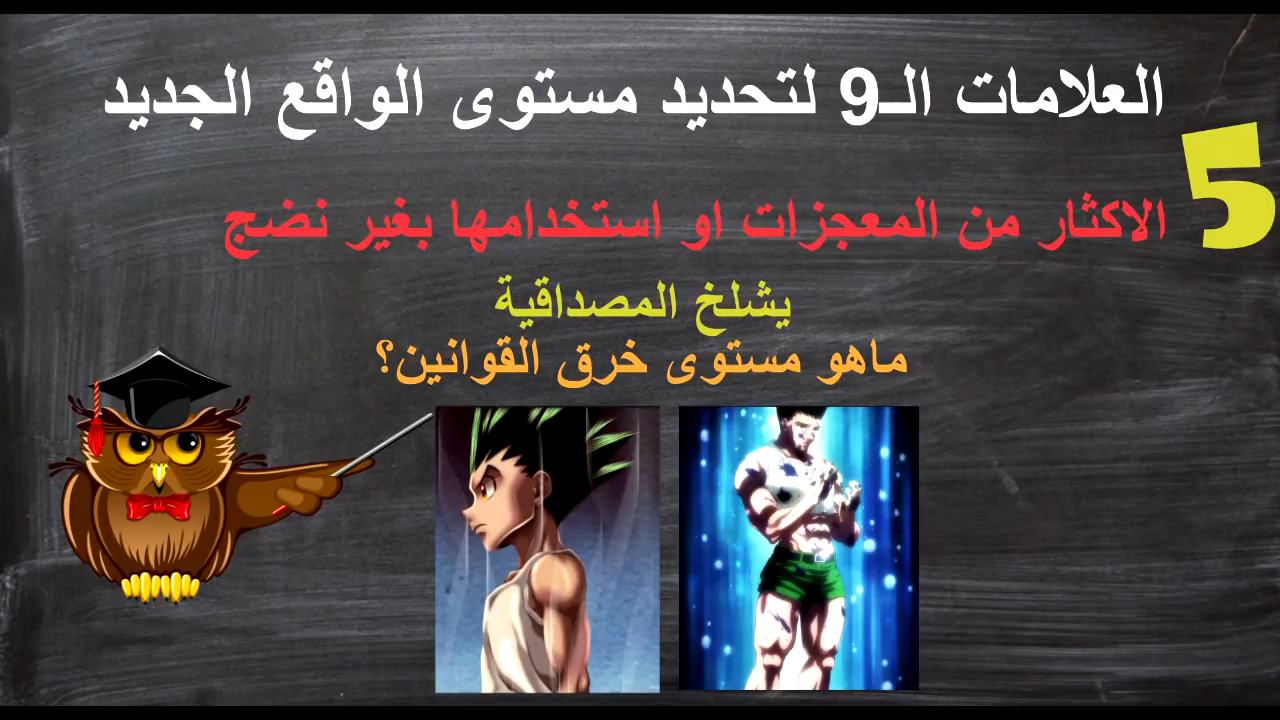 العلامات الـ9 لتحديد مستوى الواقع الجديد
5
الاكثار من المعجزات او استخدامها بغير نضج
يشلخ المصداقية
ماهو مستوى خرق القوانين؟